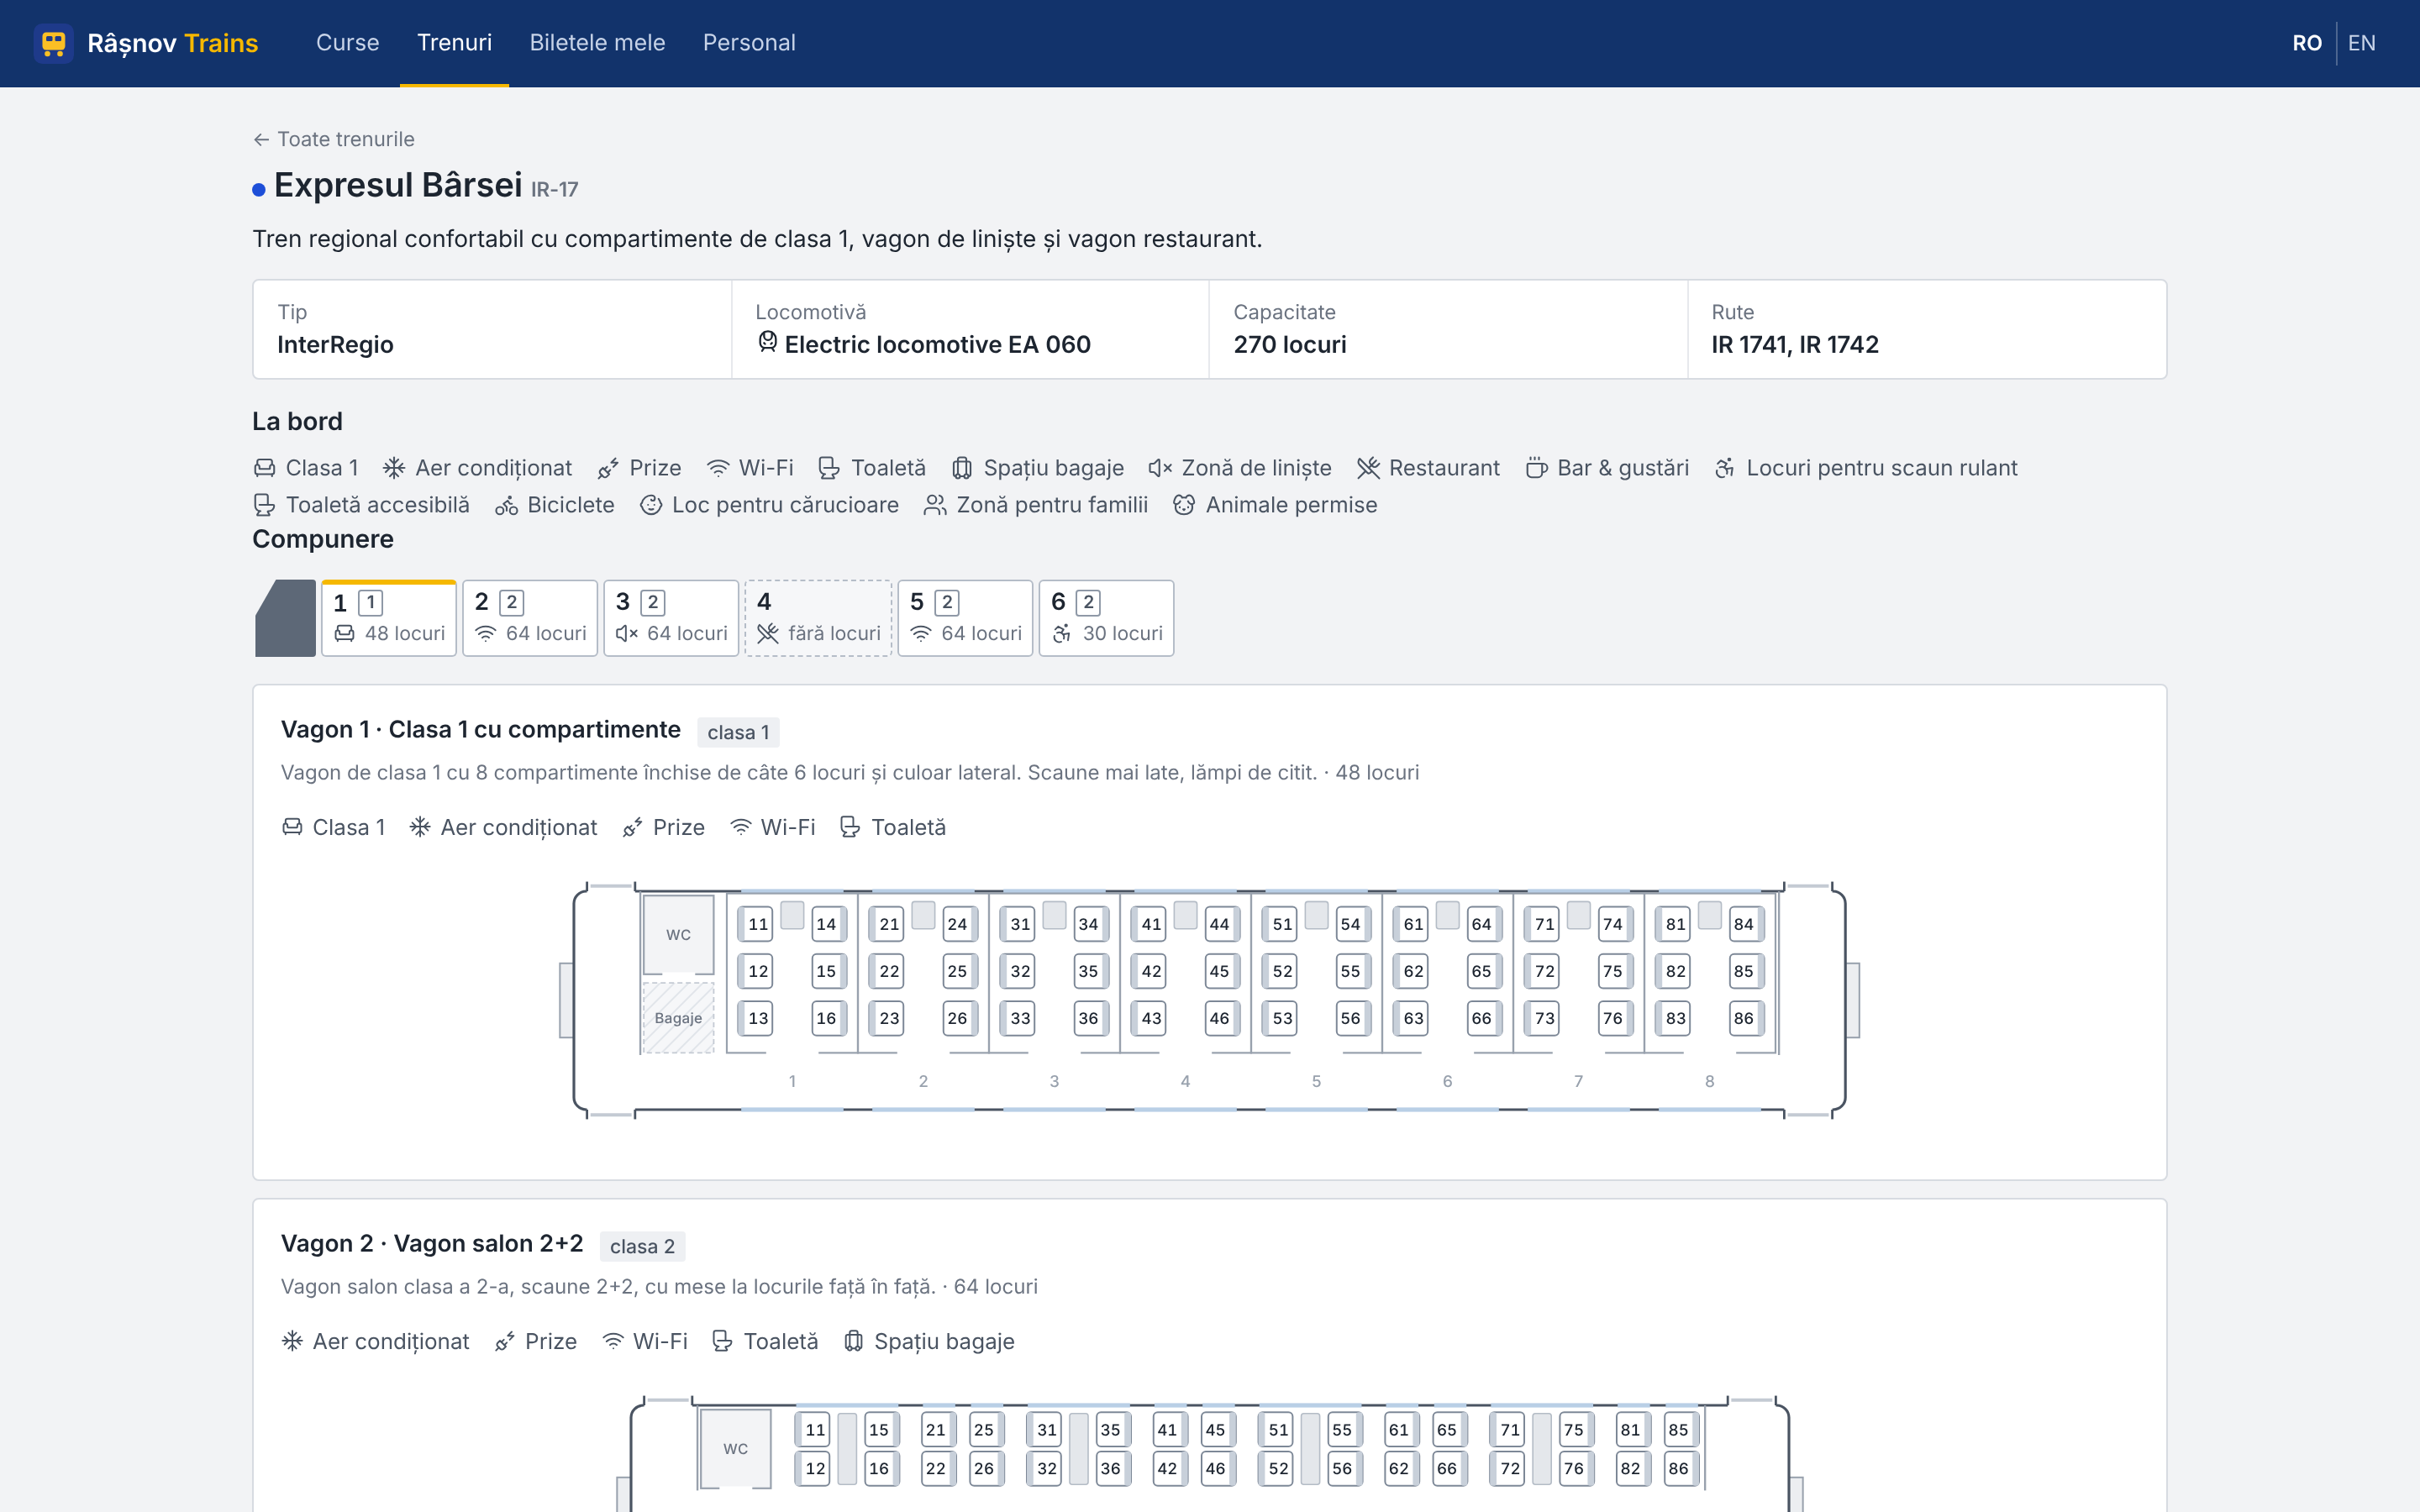 Râșnov Trains Curse Trenuri Biletele mele Personal RO EN
← Toate trenurile
Expresul Bârsei IR-17
Tren regional confortabil cu compartimente de clasa 1, vagon de liniște și vagon restaurant.
Tip Locomotivă Capacitate Rute
InterRegio Electric locomotive EA 060 270 locuri IR 1741, IR 1742
La bord
Clasa 1 Aer condiționat Prize Wi-Fi Toaletă Spațiu bagaje Zonă de liniște Restaurant Bar & gustări Locuri pentru scaun rulant
Toaletă accesibilă Biciclete Loc pentru cărucioare Zonă pentru familii Animale permise
Compunere
1 1 2 2 3 2 4 5 2 6 2
48 locuri 64 locuri 64 locuri fără locuri 64 locuri 30 locuri
Vagon 1 · Clasa 1 cu compartimente clasa 1
Vagon de clasa 1 cu 8 compartimente închise de câte 6 locuri și culoar lateral. Scaune mai late, lămpi de citit. · 48 locuri
Clasa 1 Aer condiționat Prize Wi-Fi Toaletă
WC 11 14 21 24 31 34 41 44 51 54 61 64 71 74 81 84
12 15 22 25 32 35 42 45 52 55 62 65 72 75 82 85
Bagaje 13 16 23 26 33 36 43 46 53 56 63 66 73 76 83 86
1 2 3 4 5 6 7 8
Vagon 2 · Vagon salon 2+2 clasa 2
Vagon salon clasa a 2-a, scaune 2+2, cu mese la locurile față în față. · 64 locuri
Aer condiționat Prize Wi-Fi Toaletă Spațiu bagaje
WC 11 15 21 25 31 35 41 45 51 55 61 65 71 75 81 85
12 16 22 26 32 36 42 46 52 56 62 66 72 76 82 86